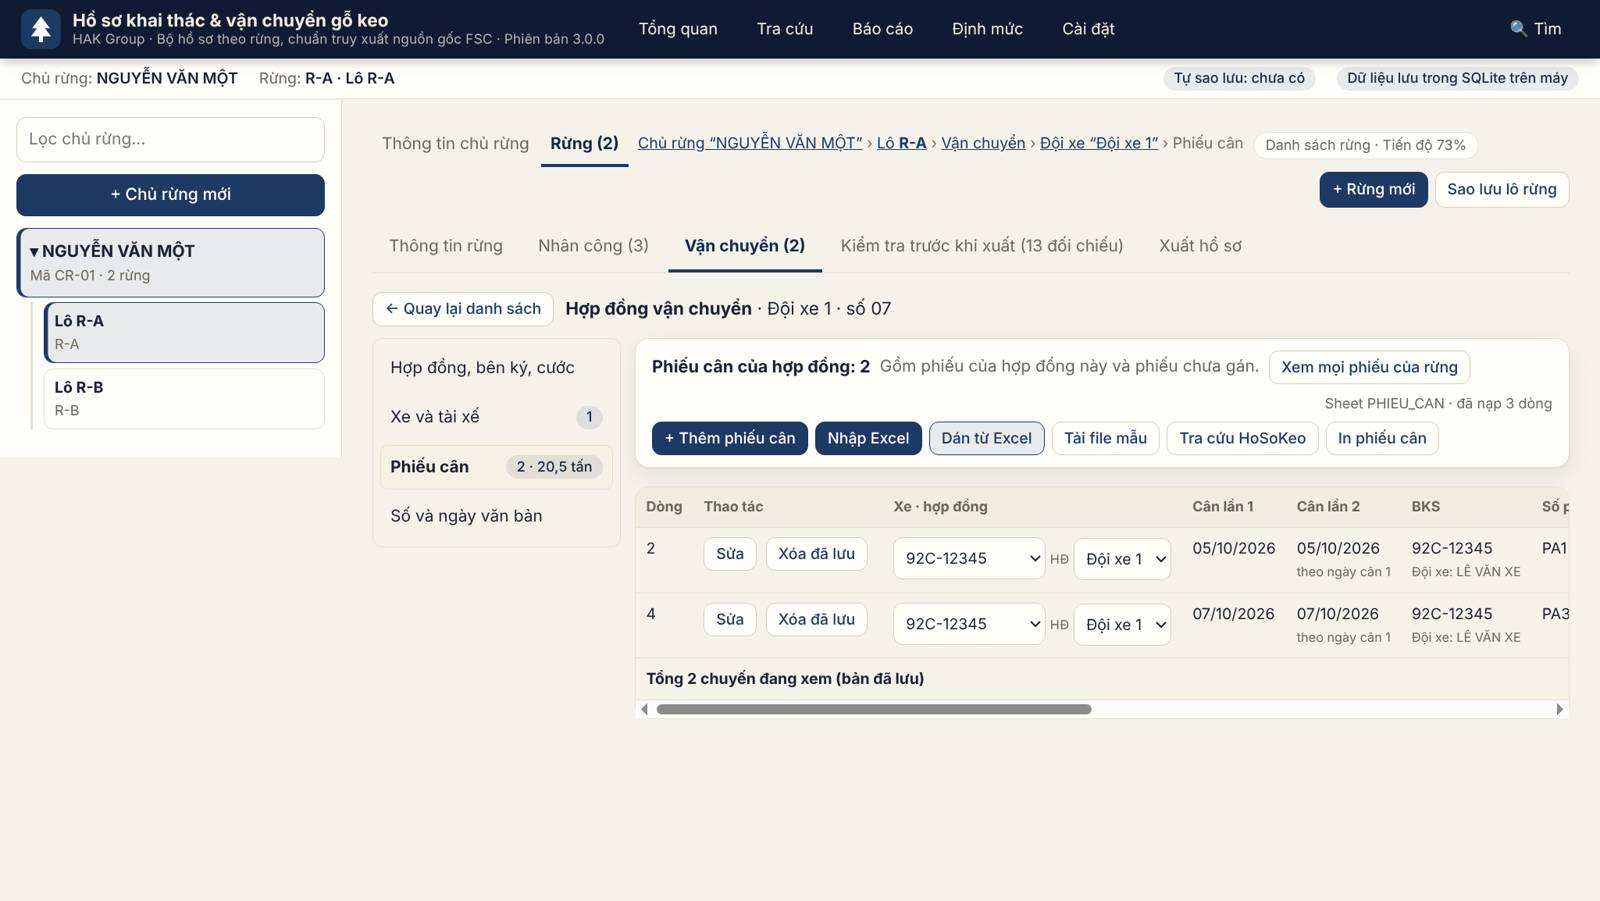 Hồ sơ khai thác & vận chuyển gỗ keo
HAK Group · Bộ hồ sơ theo rừng, chuẩn truy xuất nguồn gốc FSC · Phiên bản 3.0.0
Tổng quan
Tra cứu
Báo cáo
Định mức
Cài đặt
Tìm
Chủ rừng: NGUYỄN VĂN MỘT
Rừng: R-A · Lô R-A
Tự sao lưu: chưa có
Dữ liệu lưu trong SQLite trên máy
Lọc chủ rừng...
+ Chủ rừng mới
▾ NGUYỄN VĂN MỘT
Mã CR-01 · 2 rừng
Lô R-A
R-A
Lô R-B
R-B
Thông tin chủ rừng
Rừng (2)
Chủ rừng “NGUYỄN VĂN MỘT” › Lô R-A › Vận chuyển › Đội xe “Đội xe 1” › Phiếu cân
Danh sách rừng · Tiến độ 73%
+ Rừng mới
Sao lưu lô rừng
Thông tin rừng
Nhân công (3)
Vận chuyển (2)
Kiểm tra trước khi xuất (13 đối chiếu)
Xuất hồ sơ
← Quay lại danh sách
Hợp đồng vận chuyển · Đội xe 1 · số 07
Hợp đồng, bên ký, cước
Xe và tài xế 1
Phiếu cân 2 · 20,5 tấn
Số và ngày văn bản
Phiếu cân của hợp đồng: 2 Gồm phiếu của hợp đồng này và phiếu chưa gán.
Xem mọi phiếu của rừng
Sheet PHIEU_CAN · đã nạp 3 dòng
+ Thêm phiếu cân
Nhập Excel
Dán từ Excel
Tải file mẫu
Tra cứu HoSoKeo
In phiếu cân
Dòng Thao tác Xe · hợp đồng Cân lần 1 Cân lần 2 BKS Số p
2 Sửa Xóa đã lưu 92C-12345 HĐ Đội xe 1 05/10/2026 05/10/2026 92C-12345 PA1
theo ngày cân 1 Đội xe: LÊ VĂN XE
4 Sửa Xóa đã lưu 92C-12345 HĐ Đội xe 1 07/10/2026 07/10/2026 92C-12345 PA3
theo ngày cân 1 Đội xe: LÊ VĂN XE
Tổng 2 chuyến đang xem (bản đã lưu)